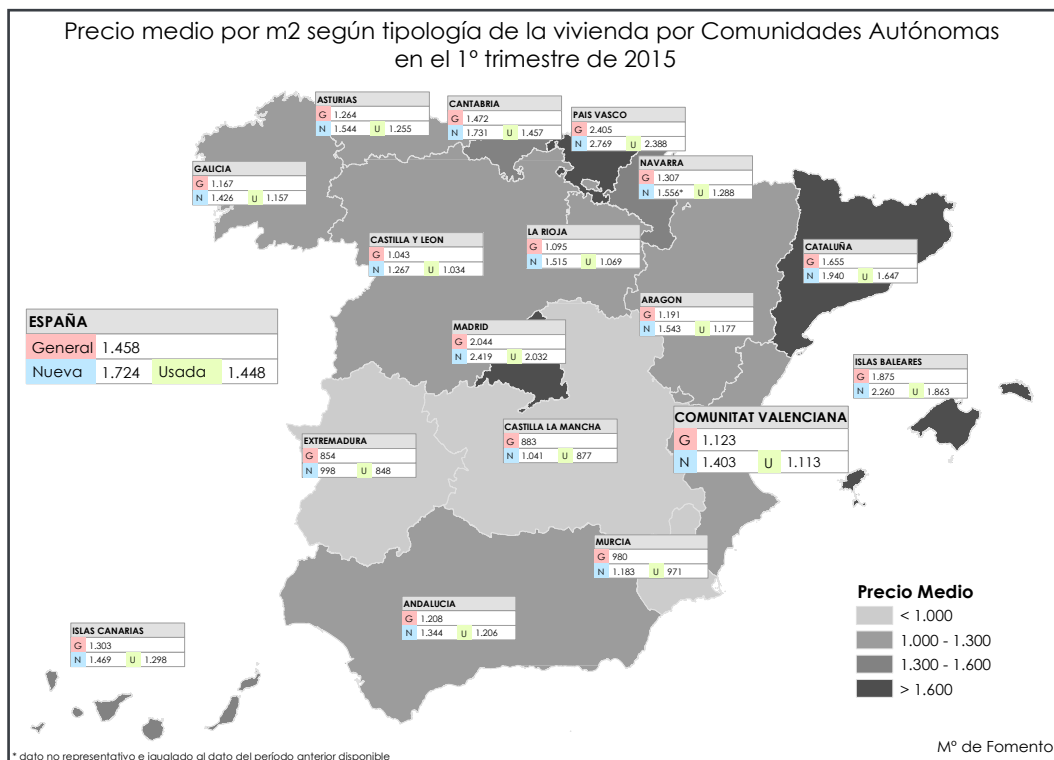 Precio medio por m2 según tipología de la vivienda por Comunidades Autónomas
en el 1º trimestre de 2015
ASTURIAS
G 1.264
N 1.544 U 1.255
CANTABRIA
G 1.472
N 1.731 U 1.457
PAIS VASCO
G 2.405
N 2.769 U 2.388
GALICIA
G 1.167
N 1.426 U 1.157
NAVARRA
G 1.307
N 1.556* U 1.288
CASTILLA Y LEON
G 1.043
N 1.267 U 1.034
LA RIOJA
G 1.095
N 1.515 U 1.069
CATALUÑA
G 1.655
N 1.940 U 1.647
ARAGON
G 1.191
N 1.543 U 1.177
ESPAÑA
General 1.458
Nueva 1.724 Usada 1.448
MADRID
G 2.044
N 2.419 U 2.032
ISLAS BALEARES
G 1.875
N 2.260 U 1.863
COMUNITAT VALENCIANA
G 1.123
N 1.403 U 1.113
CASTILLA LA MANCHA
G 883
N 1.041 U 877
EXTREMADURA
G 854
N 998 U 848
MURCIA
G 980
N 1.183 U 971
ANDALUCIA
G 1.208
N 1.344 U 1.206
ISLAS CANARIAS
G 1.303
N 1.469 U 1.298
Precio Medio
< 1.000
1.000 - 1.300
1.300 - 1.600
> 1.600
Mº de Fomento
* dato no representativo e igualado al dato del período anterior disponible